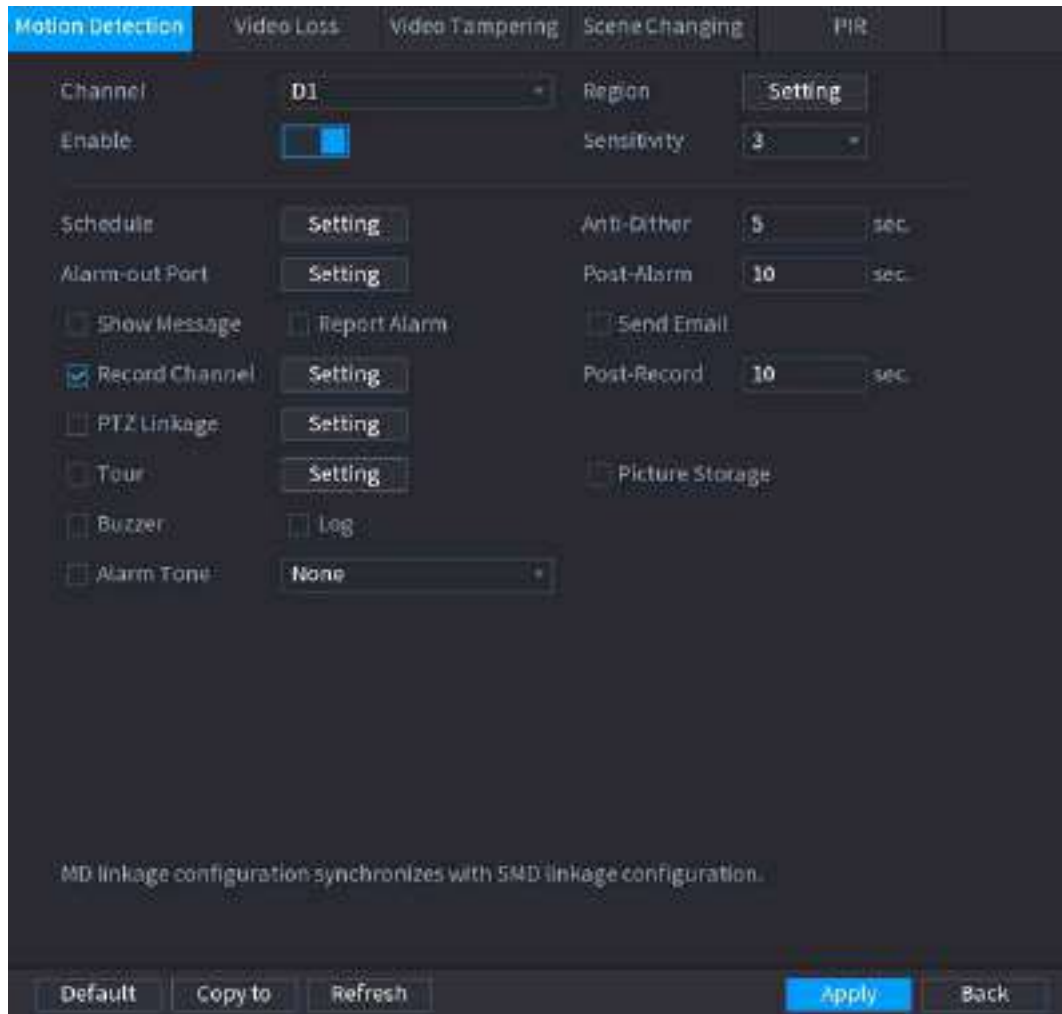 Motion Detection Video Loss Video Tampering Scene Changing PIR
Channel D1 Region Setting
Enable Sensitivity 3
Schedule Setting Anti-Dither 5 sec.
Alarm-out Port Setting Post-Alarm 10 sec.
Show Message Report Alarm Send Email
Record Channel Setting Post-Record 10 sec.
PTZ Linkage Setting
Tour Setting Picture Storage
Buzzer Log
Alarm Tone None
MD linkage configuration synchronizes with SMD linkage configuration.
Default Copy to Refresh Apply Back